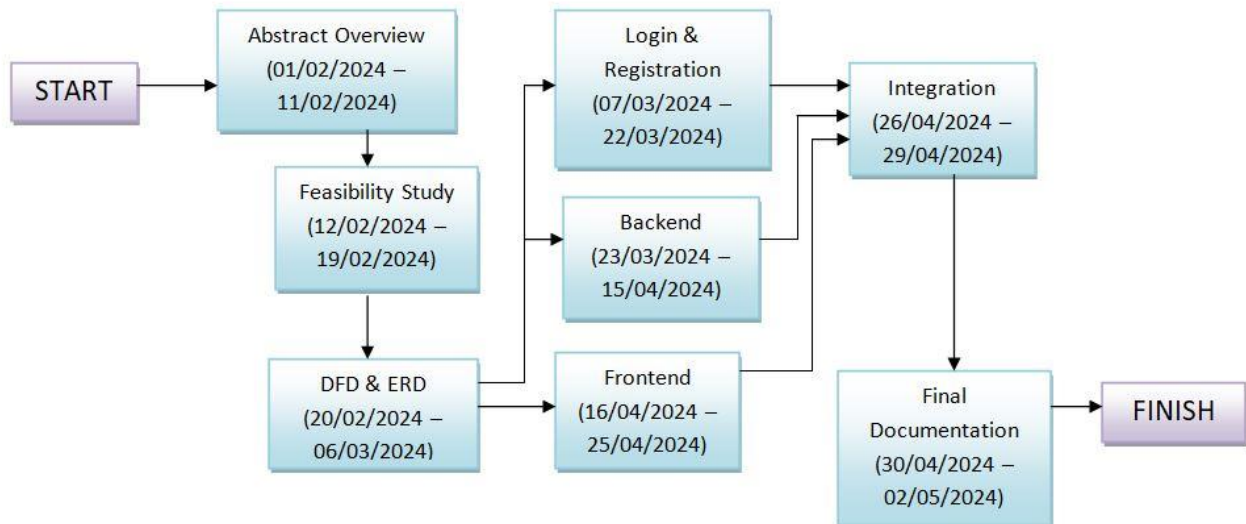 START
Abstract Overview
(01/02/2024 –
11/02/2024)
Feasibility Study
(12/02/2024 –
19/02/2024)
DFD & ERD
(20/02/2024 –
06/03/2024)
Login &
Registration
(07/03/2024 –
22/03/2024)
Backend
(23/03/2024 –
15/04/2024)
Frontend
(16/04/2024 –
25/04/2024)
Integration
(26/04/2024 –
29/04/2024)
Final
Documentation
(30/04/2024 –
02/05/2024)
FINISH